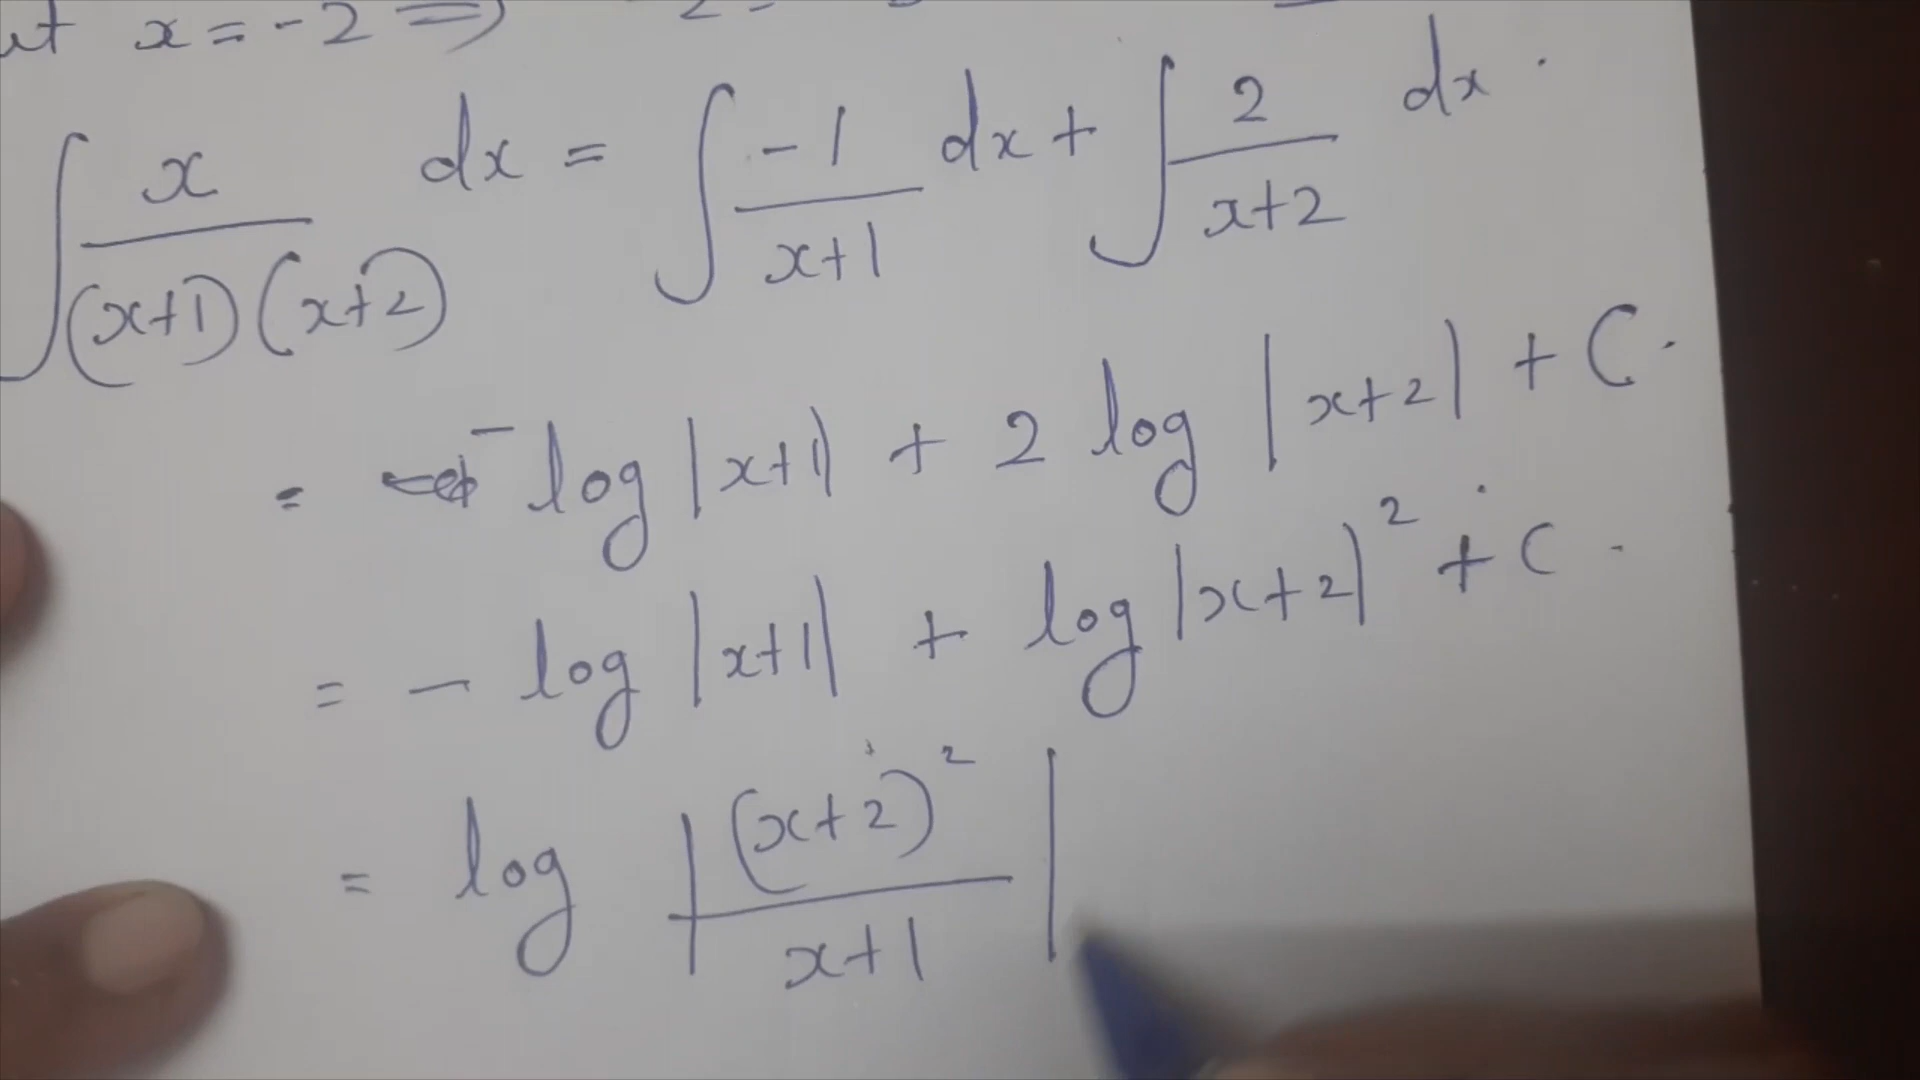 x = -2 ⇒
∫ x/((x+1)(x+2)) dx = ∫ -1/(x+1) dx + ∫ 2/(x+2) dx .
= - log |x+1| + 2 log |x+2| + C .
= - log |x+1| + log |x+2|² + C .
= log |(x+2)²/(x+1)|